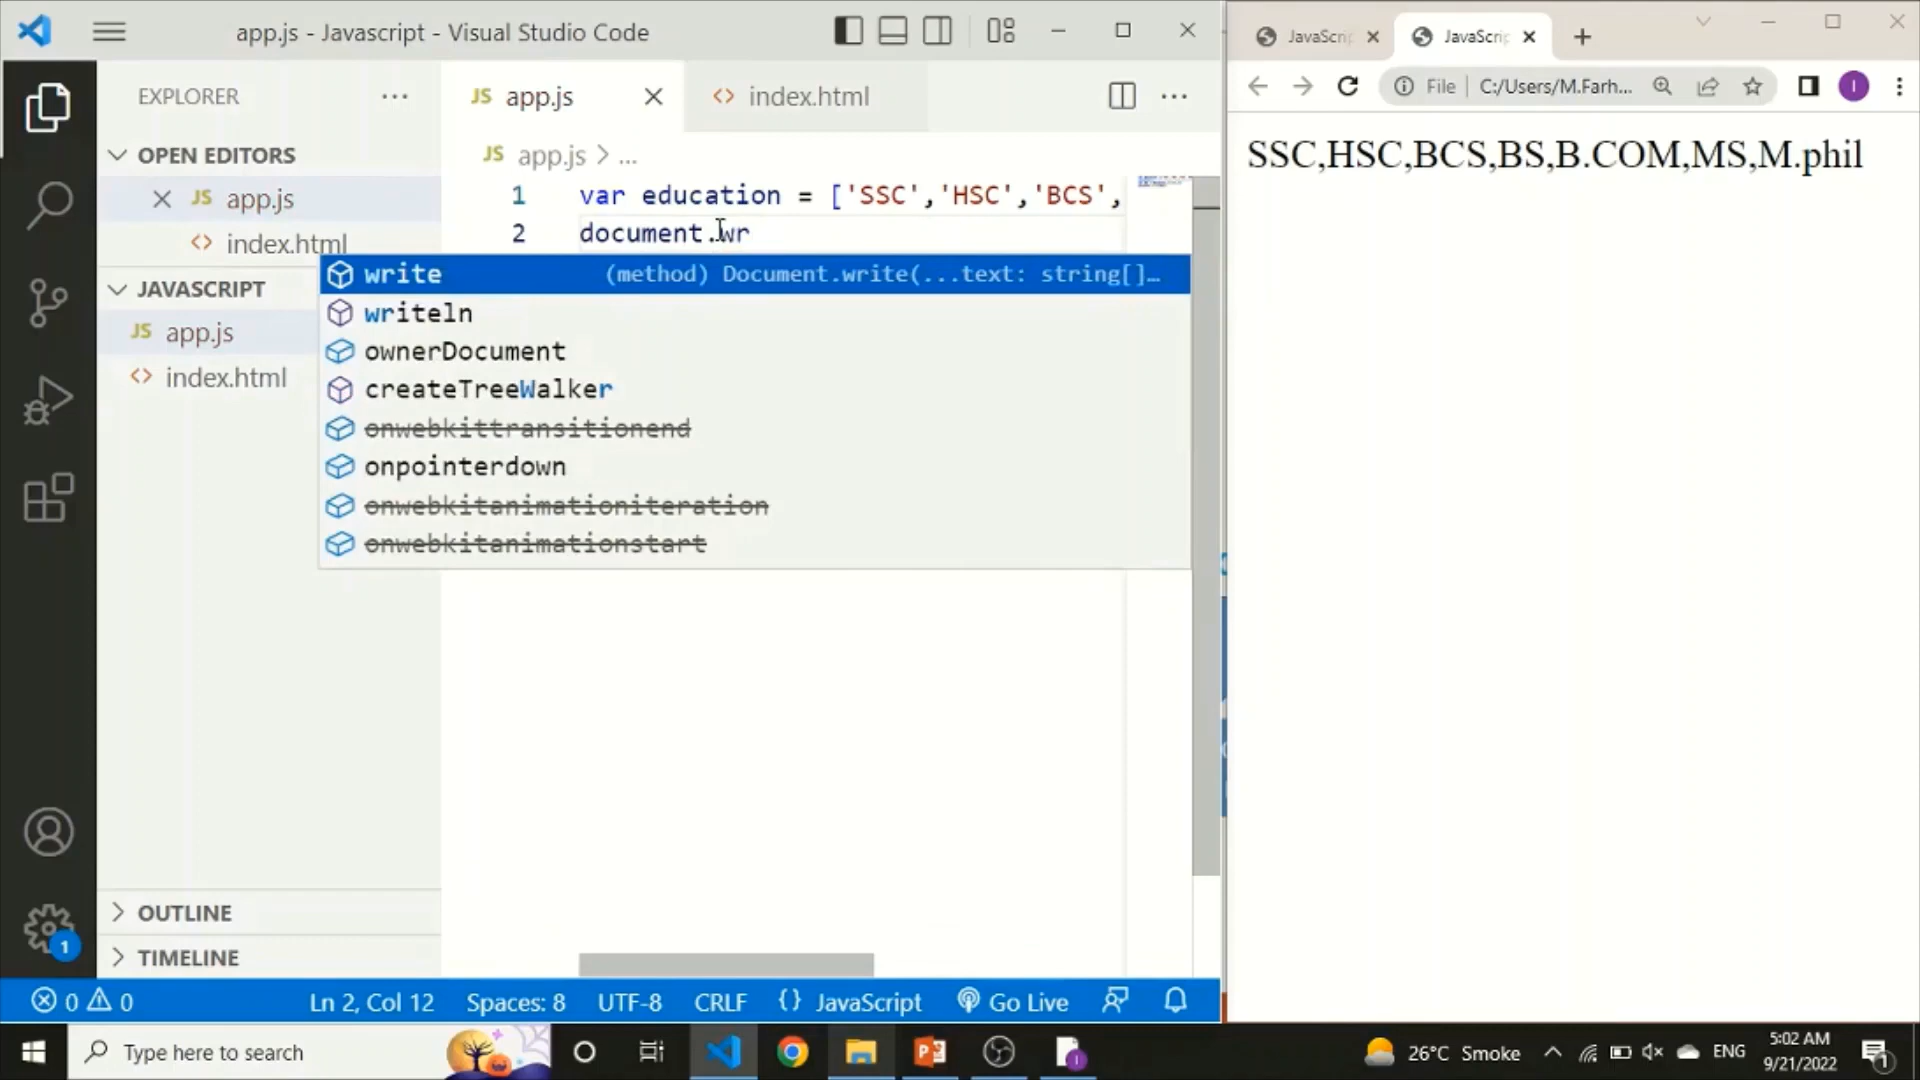 app.js - Javascript - Visual Studio Code
EXPLORER
OPEN EDITORS
JS app.js
<> index.html
JAVASCRIPT
JS app.js
<> index.html
OUTLINE
TIMELINE
JS app.js
<> index.html
JS app.js > ...
1 var education = ['SSC','HSC','BCS',
2 document.wr
write (method) Document.write(...text: string[]…
writeln
ownerDocument
createTreeWalker
onwebkittransitionend
onpointerdown
onwebkitanimationiteration
onwebkitanimationstart
1
0 0 Ln 2, Col 12 Spaces: 8 UTF-8 CRLF {} JavaScript Go Live
JavaScrip
JavaScrip
File C:/Users/M.Farh... I
SSC,HSC,BCS,BS,B.COM,MS,M.phil
Type here to search
26°C Smoke
ENG
5:02 AM
9/21/2022
1